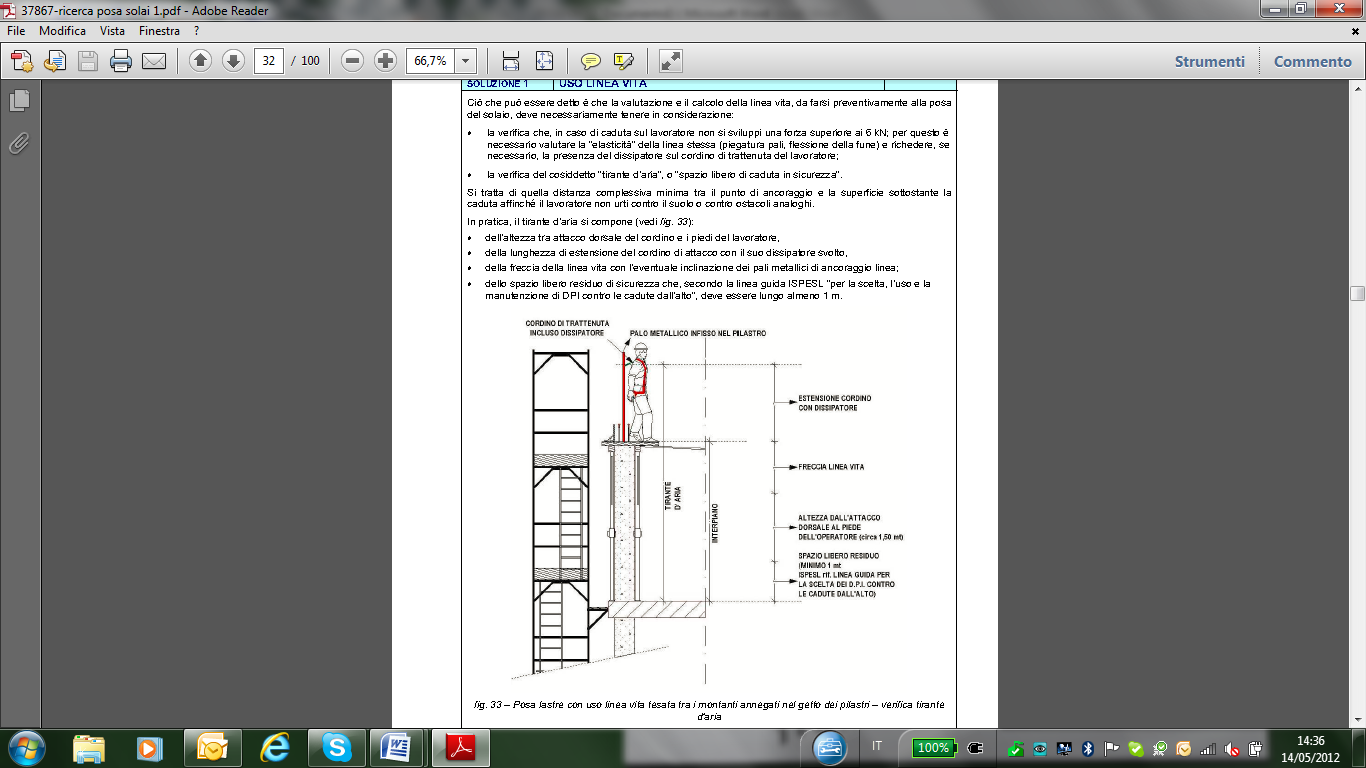 37867-ricerca posa solai 1.pdf - Adobe Reader
File Modifica Vista Finestra ?
32 / 100 66,7% Strumenti Commento
SOLUZIONE 1 USO LINEA VITA
Ciò che può essere detto è che la valutazione e il calcolo della linea vita, da farsi preventivamente alla posa
del solaio, deve necessariamente tenere in considerazione:
• la verifica che, in caso di caduta sul lavoratore non si sviluppi una forza superiore ai 6 kN; per questo è
necessario valutare la "elasticità" della linea stessa (piegatura pali, flessione della fune) e richedere, se
necessario, la presenza del dissipatore sul cordino di trattenuta del lavoratore;
• la verifica del cosiddetto "tirante d'aria", o "spazio libero di caduta in sicurezza".
Si tratta di quella distanza complessiva minima tra il punto di ancoraggio e la superficie sottostante la
caduta affinché il lavoratore non urti contro il suolo o contro ostacoli analoghi.
In pratica, il tirante d'aria si compone (vedi fig. 33):
• dell'altezza tra attacco dorsale del cordino e i piedi del lavoratore,
• della lunghezza di estensione del cordino di attacco con il suo dissipatore svolto,
• della freccia della linea vita con l'eventuale inclinazione dei pali metallici di ancoraggio linea;
• dello spazio libero residuo di sicurezza che, secondo la linea guida ISPESL "per la scelta, l'uso e la
manutenzione di DPI contro le cadute dall'alto", deve essere lungo almeno 1 m.
CORDINO DI TRATTENUTA
INCLUSO DISSIPATORE
PALO METALLICO INFISSO NEL PILASTRO
ESTENSIONE CORDINO
CON DISSIPATORE
FRECCIA LINEA VITA
TIRANTE
D'ARIA
INTERPIANO
ALTEZZA DALL'ATTACCO
DORSALE AL PIEDE
DELL'OPERATORE (circa 1,50 mt)
SPAZIO LIBERO RESIDUO
(MINIMO 1 mt
ISPESL rif. LINEA GUIDA PER
LA SCELTA DEI D.P.I. CONTRO
LE CADUTE DALL'ALTO)
fig. 33 – Posa lastre con uso linea vita tesata tra i montanti annegati nel getto dei pilastri – verifica tirante
d'aria
IT 100% 14:36
14/05/2012